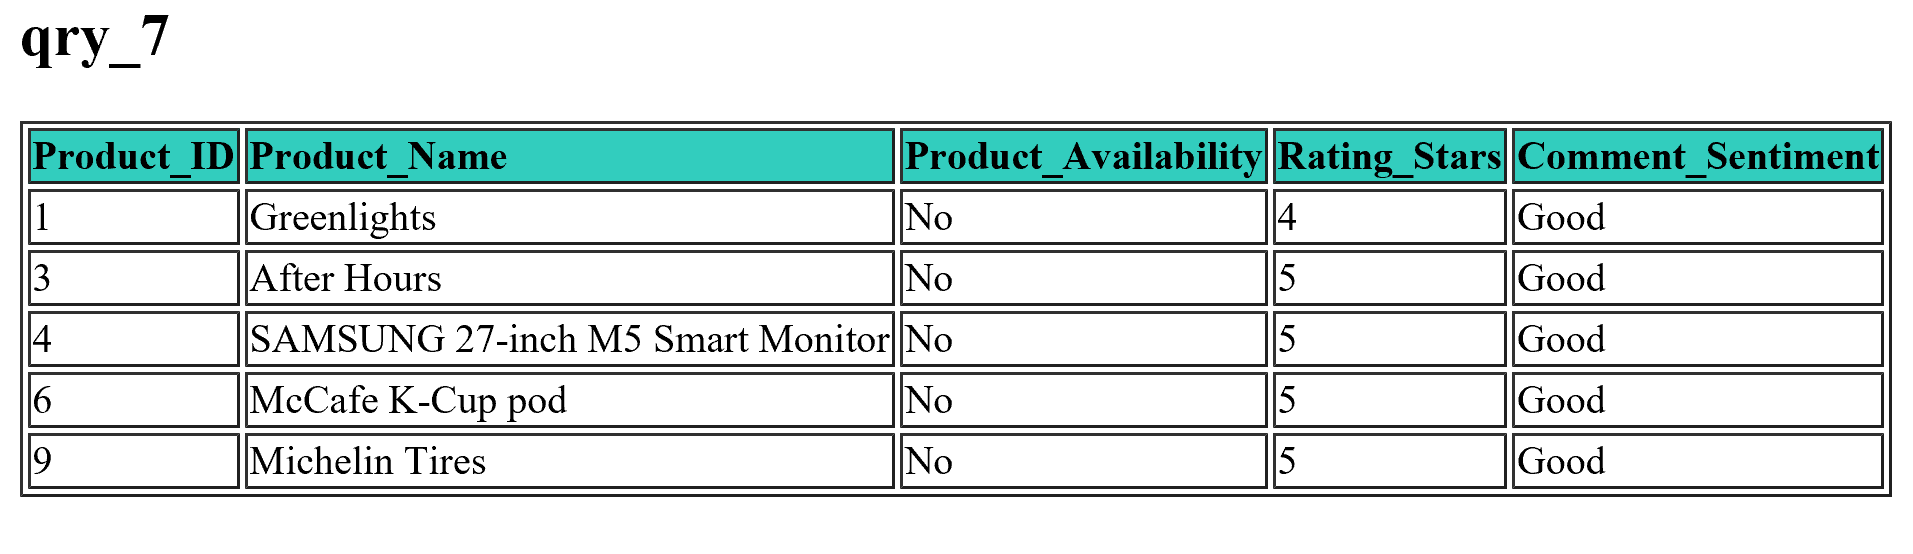 qry_7
Product_ID Product_Name Product_Availability Rating_Stars Comment_Sentiment
1 Greenlights No 4 Good
3 After Hours No 5 Good
4 SAMSUNG 27-inch M5 Smart Monitor No 5 Good
6 McCafe K-Cup pod No 5 Good
9 Michelin Tires No 5 Good